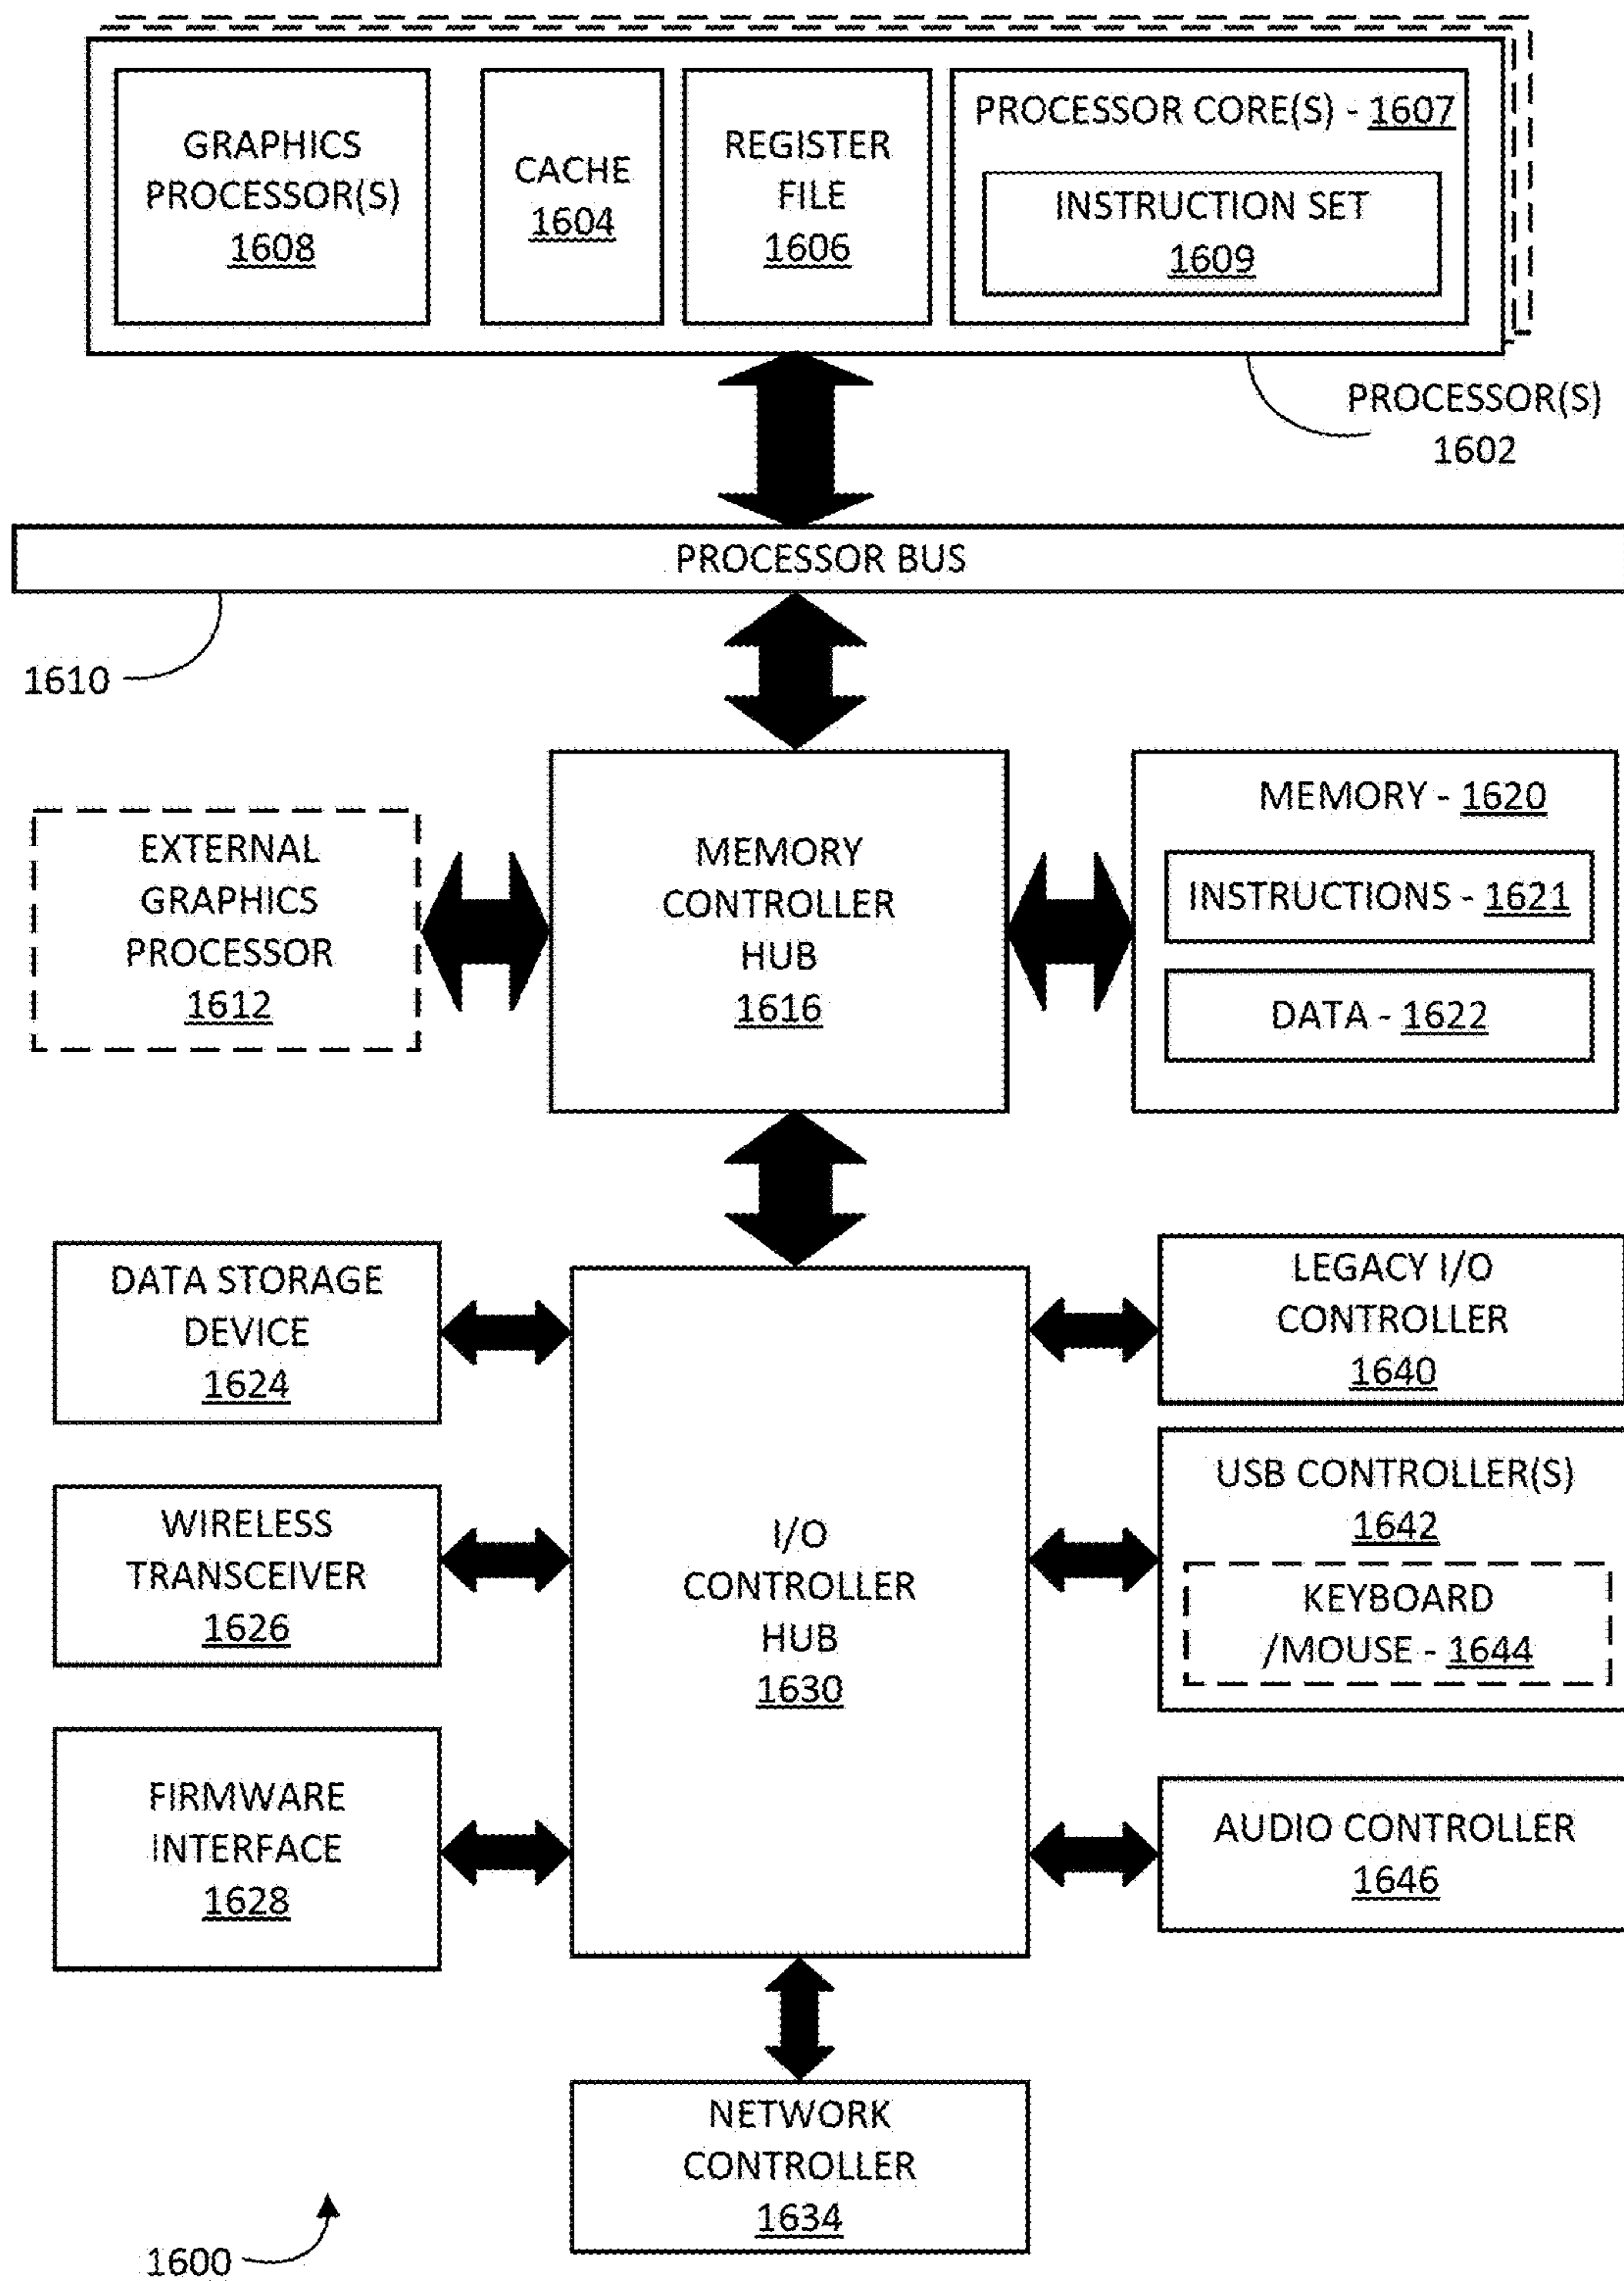 GRAPHICS
PROCESSOR(S)
1608
CACHE
1604
REGISTER
FILE
1606
PROCESSOR CORE(S) - 1607
INSTRUCTION SET
1609
PROCESSOR(S)
1602
PROCESSOR BUS
1610
EXTERNAL
GRAPHICS
PROCESSOR
1612
MEMORY
CONTROLLER
HUB
1616
MEMORY - 1620
INSTRUCTIONS - 1621
DATA - 1622
DATA STORAGE
DEVICE
1624
WIRELESS
TRANSCEIVER
1626
FIRMWARE
INTERFACE
1628
I/O
CONTROLLER
HUB
1630
LEGACY I/O
CONTROLLER
1640
USB CONTROLLER(S)
1642
KEYBOARD
/MOUSE - 1644
AUDIO CONTROLLER
1646
NETWORK
CONTROLLER
1634
1600